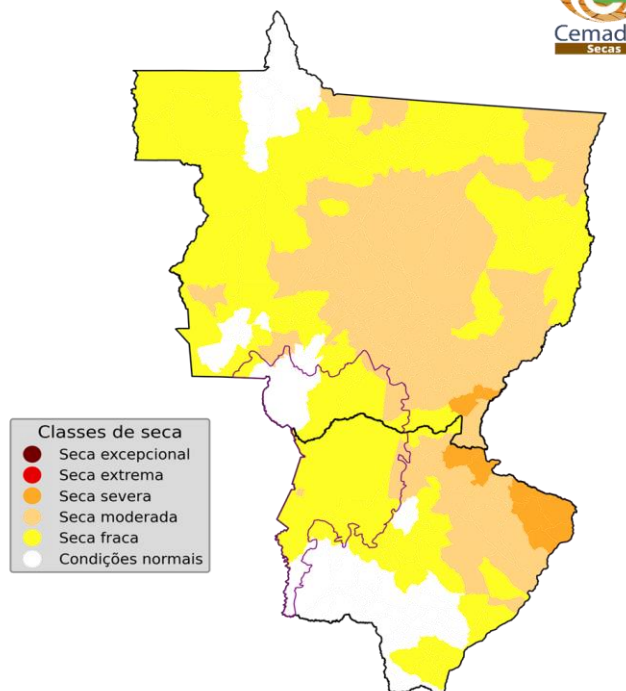 Cemad
Secas
Classes de seca
Seca excepcional
Seca extrema
Seca severa
Seca moderada
Seca fraca
Condições normais